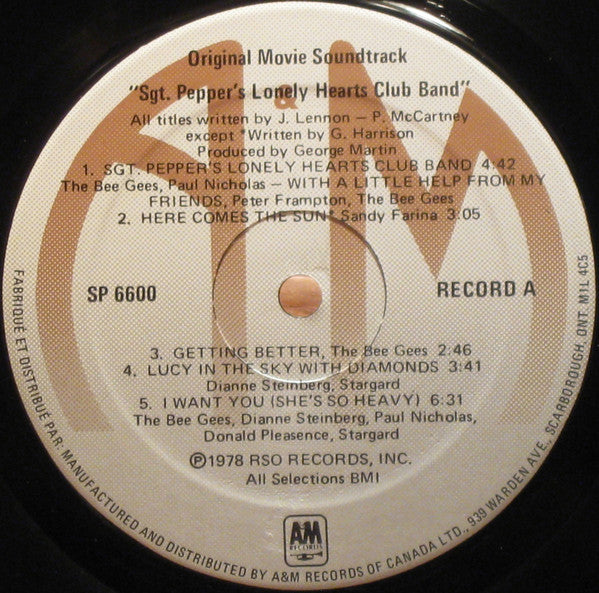 Original Movie Soundtrack
"Sgt. Pepper's Lonely Hearts Club Band"
&
All titles written by J. Lennon – P. McCartney
except *Written by G. Harrison
Produced by George Martin
1. SGT. PEPPER'S LONELY HEARTS CLUB BAND 4:42
The Bee Gees, Paul Nicholas – WITH A LITTLE HELP FROM MY
FRIENDS, Peter Frampton, The Bee Gees
2. HERE COMES THE SUN* Sandy Farina 3:05
SP 6600
RECORD A
3. GETTING BETTER, The Bee Gees 2:46
4. LUCY IN THE SKY WITH DIAMONDS 3:41
Dianne Steinberg, Stargard
5. I WANT YOU (SHE'S SO HEAVY) 6:31
The Bee Gees, Dianne Steinberg, Paul Nicholas,
Donald Pleasence, Stargard
Ⓟ1978 RSO RECORDS, INC.
All Selections BMI
AM
RECORDS
FABRIQUÉ ET DISTRIBUÉ PAR: MANUFACTURED AND DISTRIBUTED BY A&M RECORDS OF CANADA LTD., 939 WARDEN AVE., SCARBOROUGH, ONT. M1L 4C5
A&M